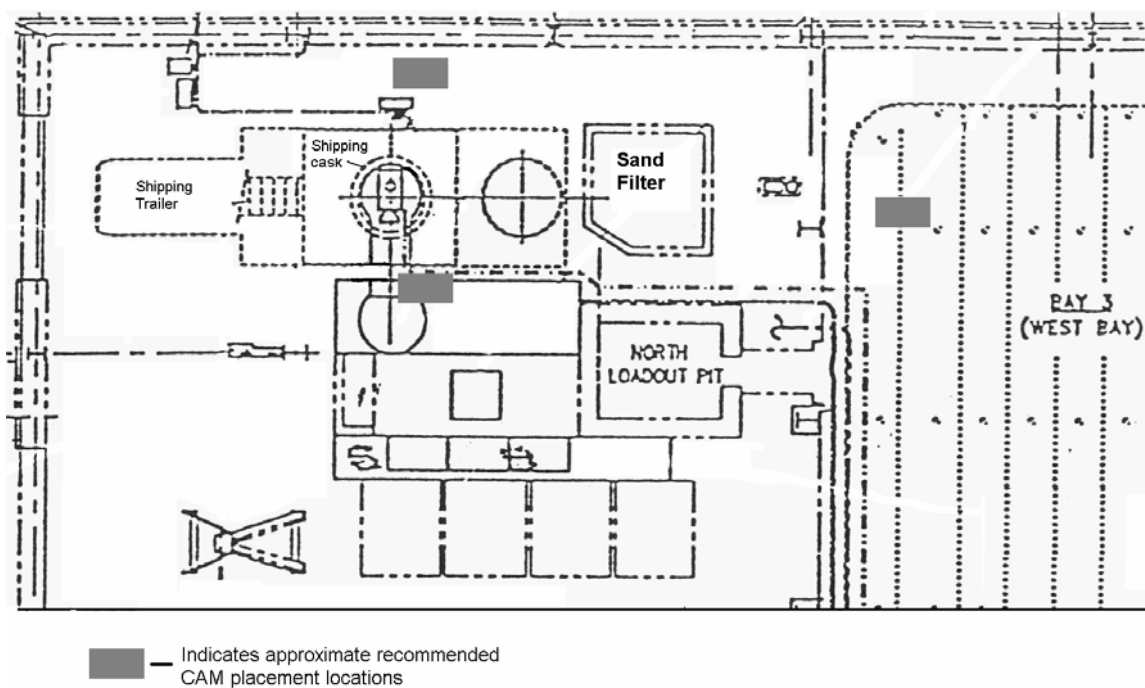 Shipping
cask
Sand
Filter
Shipping
Trailer
BAY 3
(WEST BAY)
NORTH
LOADOUT PIT
Indicates approximate recommended
CAM placement locations